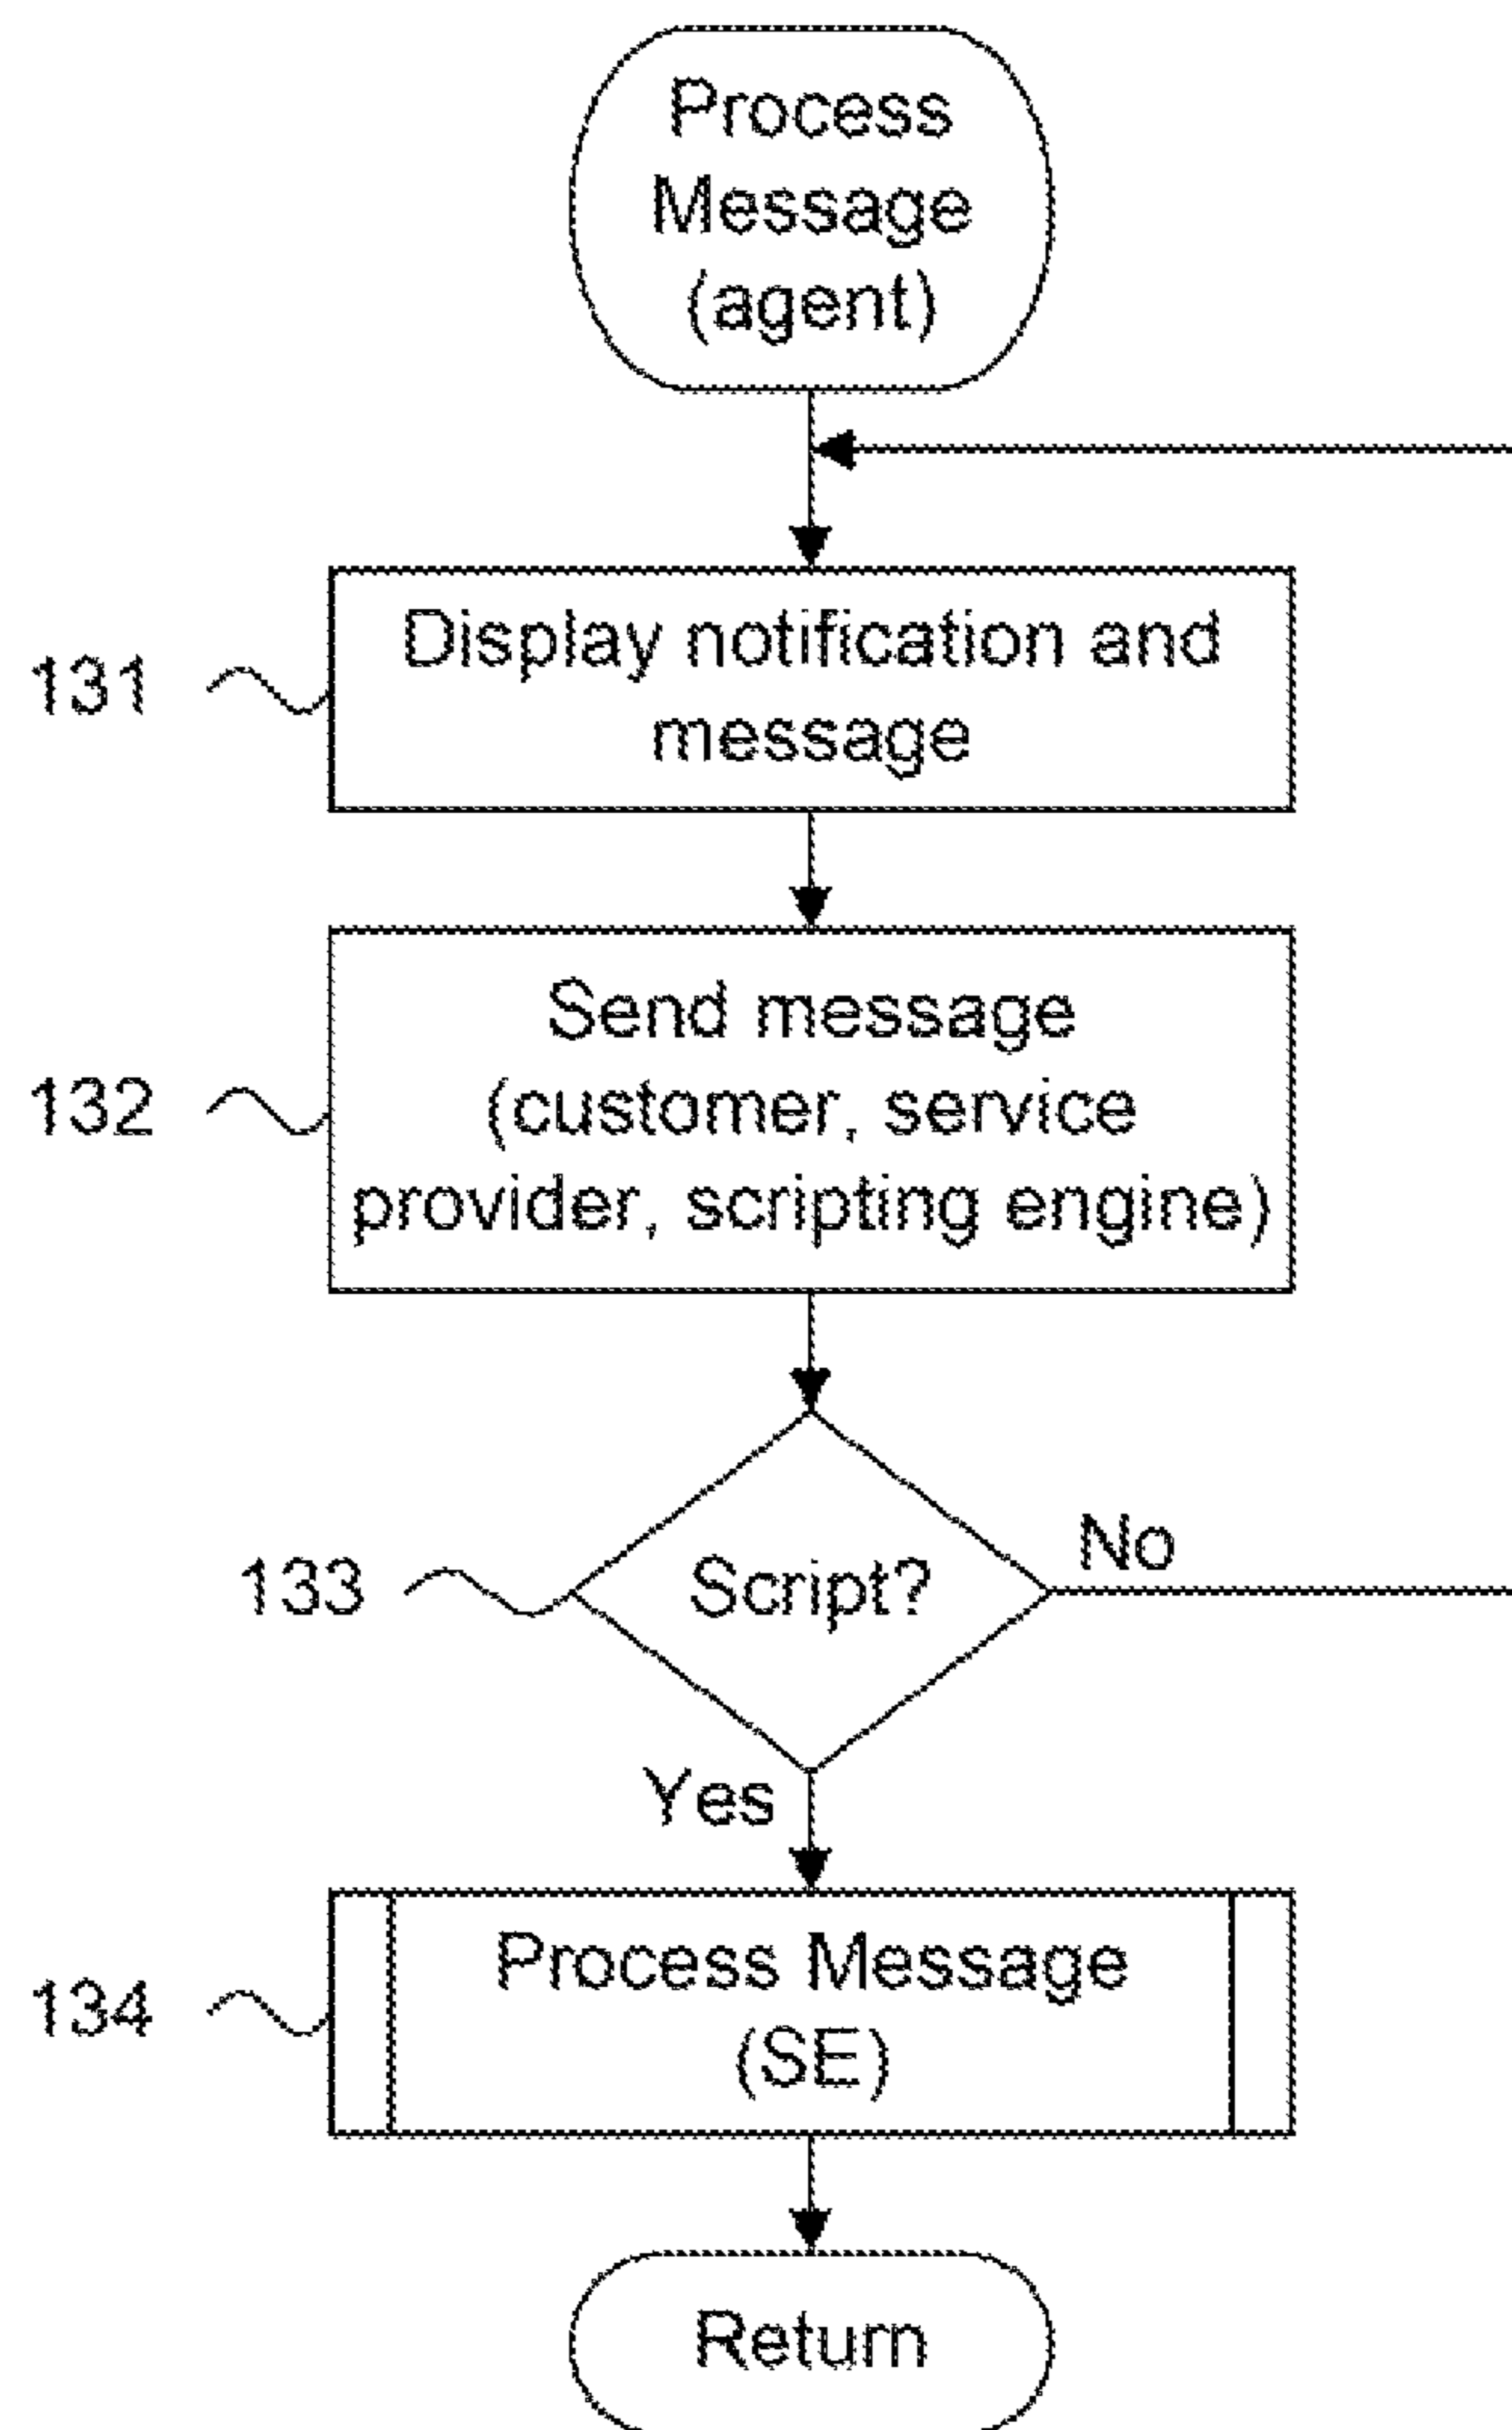 Process
Message
(agent)
131
Display notification and
message
132
Send message
(customer, service
provider, scripting engine)
133
Script?
No
Yes
134
Process Message
(SE)
Return